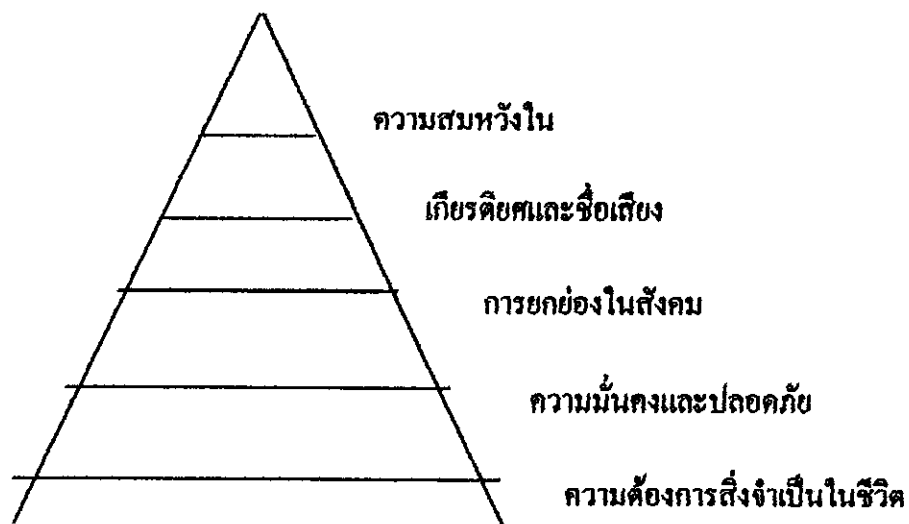 ความสมหวังใน
เกียรติยศและชื่อเสียง
การยกย่องในสังคม
ความมั่นคงและปลอดภัย
ความต้องการสิ่งจำเป็นในชีวิต